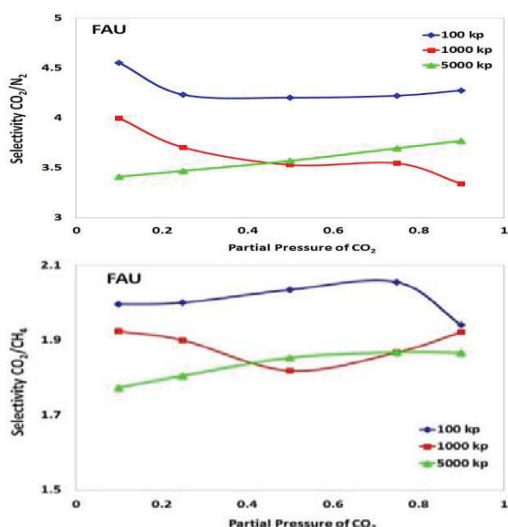 FAU
5
4.5
4
3.5
3
Selectivity CO2/N2
100 kp
1000 kp
5000 kp
0 0.2 0.4 0.6 0.8 1
Partial Pressure of CO2
FAU
2.1
1.9
1.7
1.5
Selectivity CO2/CH4
100 kp
1000 kp
5000 kp
0 0.2 0.4 0.6 0.8 1
Partial Pressure of CO2